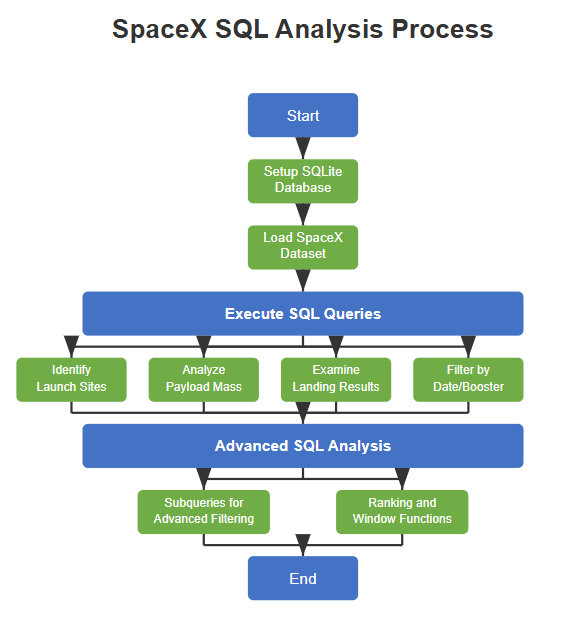 SpaceX SQL Analysis Process
Start
Setup SQLite
Database
Load SpaceX
Dataset
Execute SQL Queries
Identify
Launch Sites
Analyze
Payload Mass
Examine
Landing Results
Filter by
Date/Booster
Advanced SQL Analysis
Subqueries for
Advanced Filtering
Ranking and
Window Functions
End